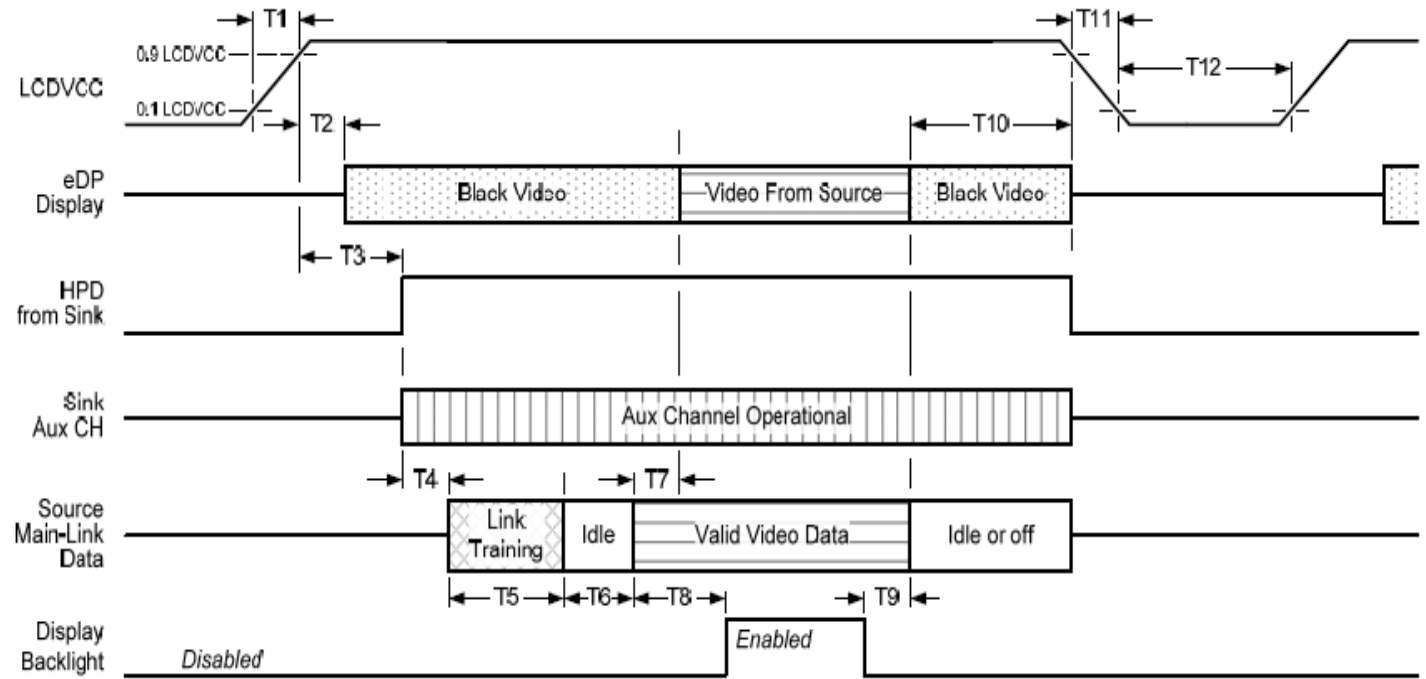 T1
T11
0.9 LCDVCC
LCDVCC
T12
0.1 LCDVCC
T2
T10
eDP
Display
Black Video
Video From Source
Black Video
T3
HPD
from Sink
Sink
Aux CH
Aux Channel Operational
T4
T7
Source
Main-Link
Data
Link
Training
Idle
Valid Video Data
Idle or off
T5
T6
T8
T9
Display
Backlight
Disabled
Enabled